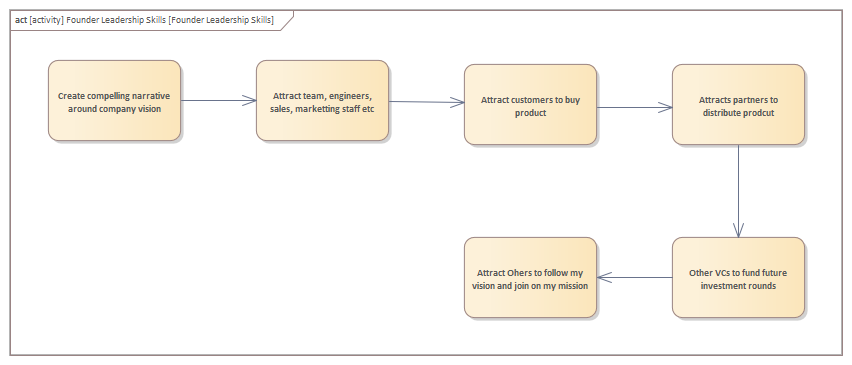 act [activity] Founder Leadership Skills [Founder Leadership Skills]
Create compelling narrative
around company vision
Attract team, engineers,
sales, marketting staff etc
Attract customers to buy
product
Attracts partners to
distribute prodcut
Other VCs to fund future
investment rounds
Attract Ohers to follow my
vision and join on my mission